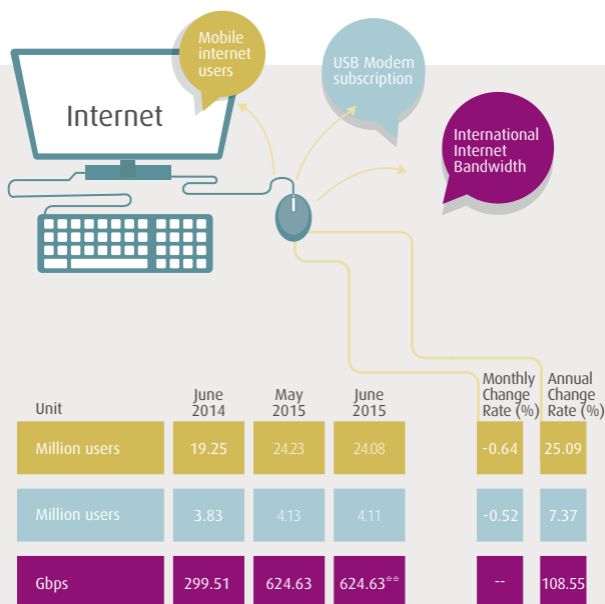 Mobile
internet
users
USB Modem
subscription
Internet
International
Internet
Bandwidth
Unit
June
2014
May
2015
June
2015
Monthly
Change
Rate (%)
Annual
Change
Rate (%)
Million users 19.25 24.23 24.08 -0.64 25.09
Million users 3.83 4.13 4.11 -0.52 7.37
Gbps 299.51 624.63 624.63** -- 108.55